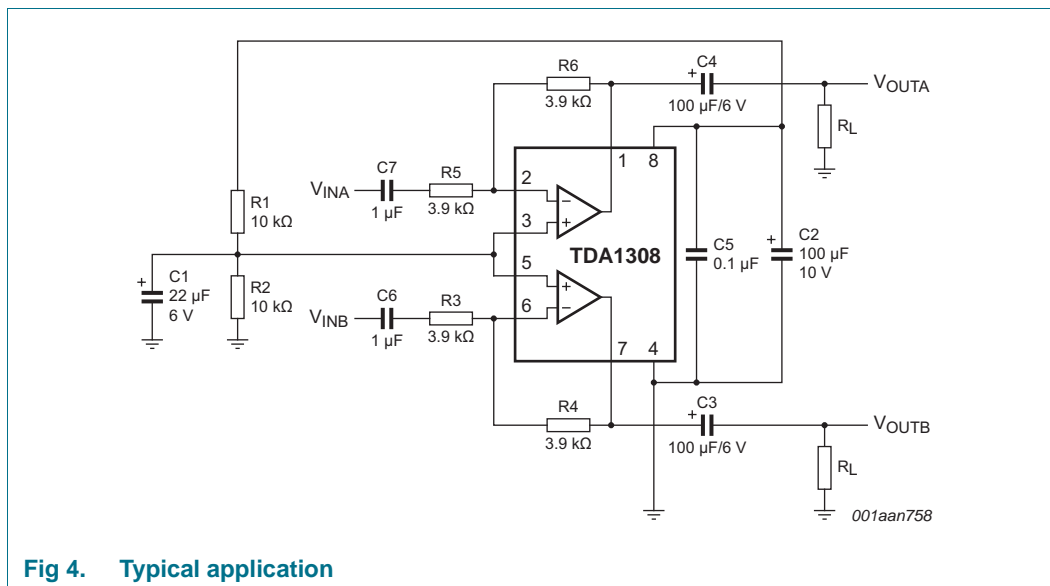 C4
R6
+
V_OUTA
3.9 kΩ
100 µF/6 V
R_L
1
8
C7
R5
2
V_INA
−
1 µF
3.9 kΩ
3
+
R1
10 kΩ
TDA1308
C5
0.1 µF
+
C2
100 µF
10 V
5
+
C1
22 µF
6 V
R2
10 kΩ
C6
R3
6
−
V_INB
1 µF
3.9 kΩ
7
4
R4
C3
+
V_OUTB
3.9 kΩ
100 µF/6 V
R_L
+
001aan758
Fig 4. Typical application